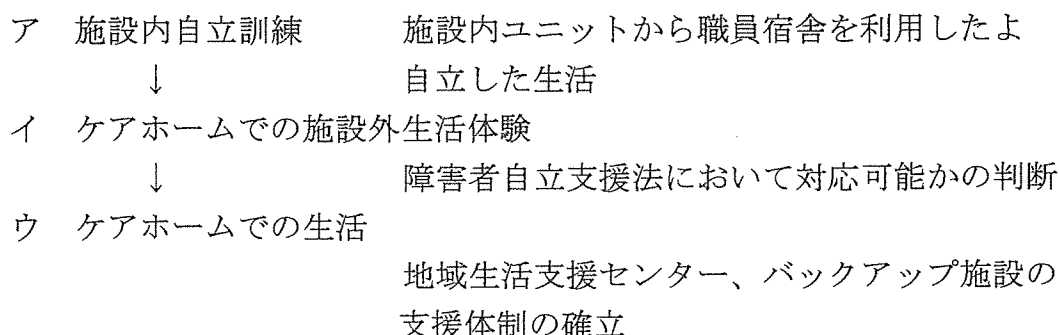 ア 施設内自立訓練 施設内ユニットから職員宿舎を利用したよ
↓ 自立した生活
イ ケアホームでの施設外生活体験
↓ 障害者自立支援法において対応可能かの判断
ウ ケアホームでの生活
地域生活支援センター、バックアップ施設の
支援体制の確立